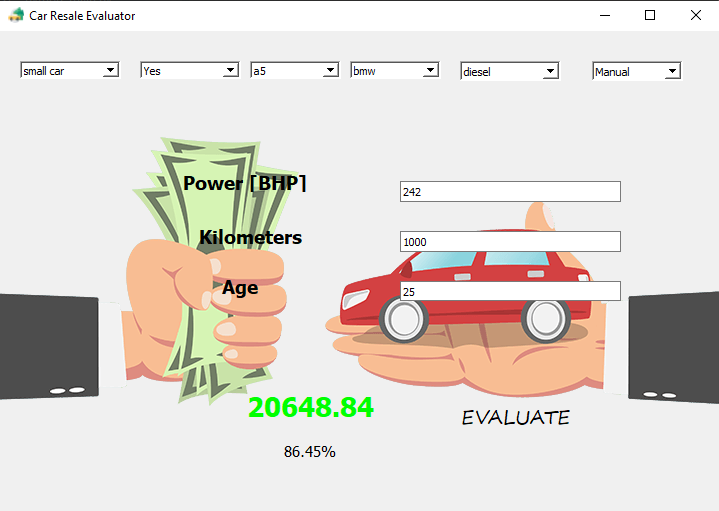 Car Resale Evaluator
small car Yes a5 bmw diesel Manual
Power [BHP] 242
Kilometers 1000
Age 25
20648.84
EVALUATE
86.45%